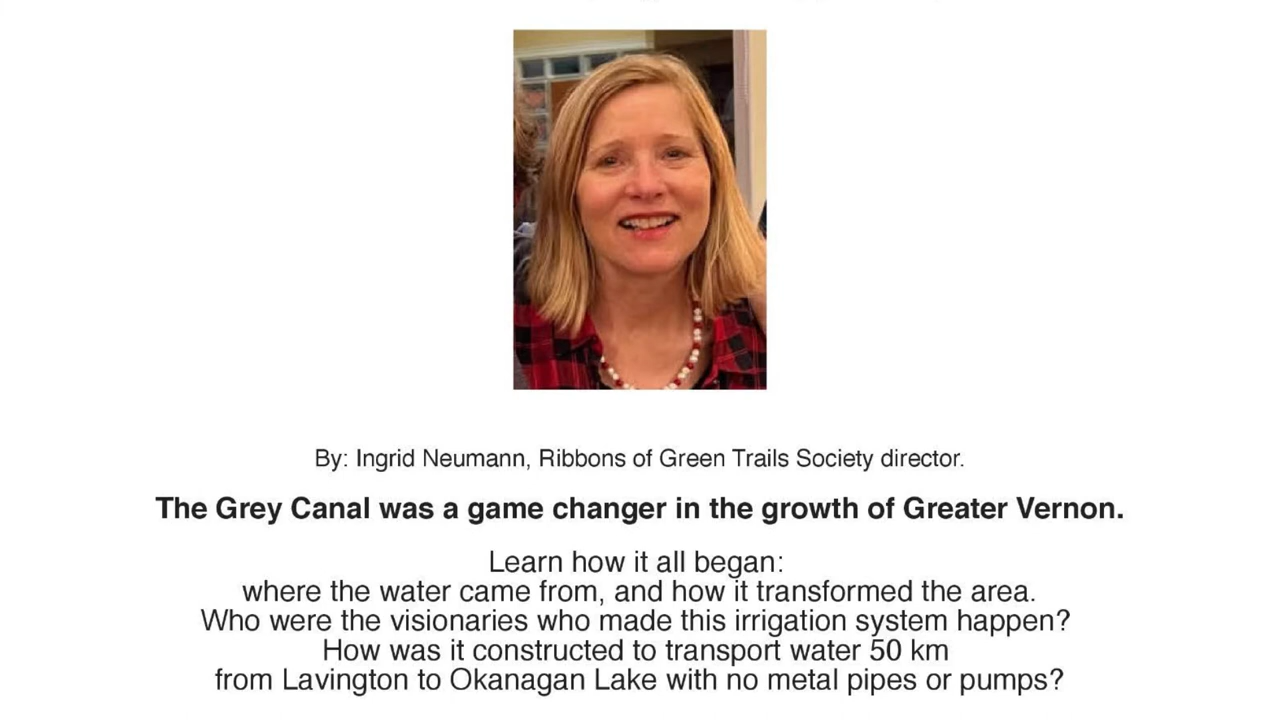 By: Ingrid Neumann, Ribbons of Green Trails Society director.
The Grey Canal was a game changer in the growth of Greater Vernon.
Learn how it all began:
where the water came from, and how it transformed the area.
Who were the visionaries who made this irrigation system happen?
How was it constructed to transport water 50 km
from Lavington to Okanagan Lake with no metal pipes or pumps?